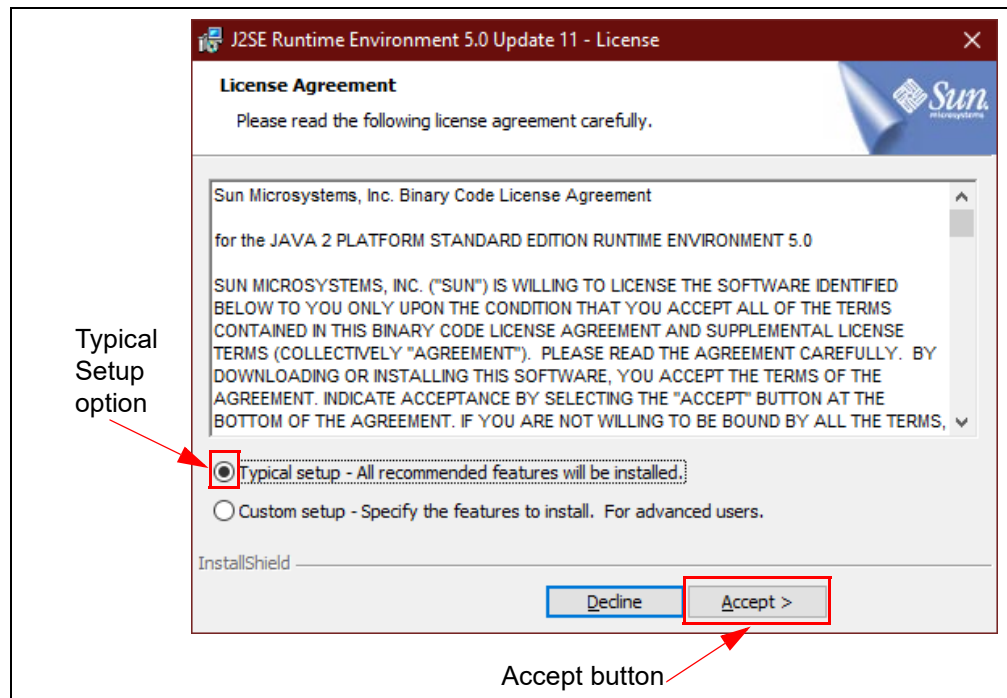 J2SE Runtime Environment 5.0 Update 11 - License
License Agreement
Please read the following license agreement carefully.
Sun
microsystems
Sun Microsystems, Inc. Binary Code License Agreement
for the JAVA 2 PLATFORM STANDARD EDITION RUNTIME ENVIRONMENT 5.0
SUN MICROSYSTEMS, INC. ("SUN") IS WILLING TO LICENSE THE SOFTWARE IDENTIFIED
BELOW TO YOU ONLY UPON THE CONDITION THAT YOU ACCEPT ALL OF THE TERMS
CONTAINED IN THIS BINARY CODE LICENSE AGREEMENT AND SUPPLEMENTAL LICENSE
TERMS (COLLECTIVELY "AGREEMENT").  PLEASE READ THE AGREEMENT CAREFULLY.  BY
DOWNLOADING OR INSTALLING THIS SOFTWARE, YOU ACCEPT THE TERMS OF THE
AGREEMENT. INDICATE ACCEPTANCE BY SELECTING THE "ACCEPT" BUTTON AT THE
BOTTOM OF THE AGREEMENT. IF YOU ARE NOT WILLING TO BE BOUND BY ALL THE TERMS,
Typical
Setup
option
Typical setup - All recommended features will be installed.
Custom setup - Specify the features to install.  For advanced users.
InstallShield
Decline
Accept >
Accept button